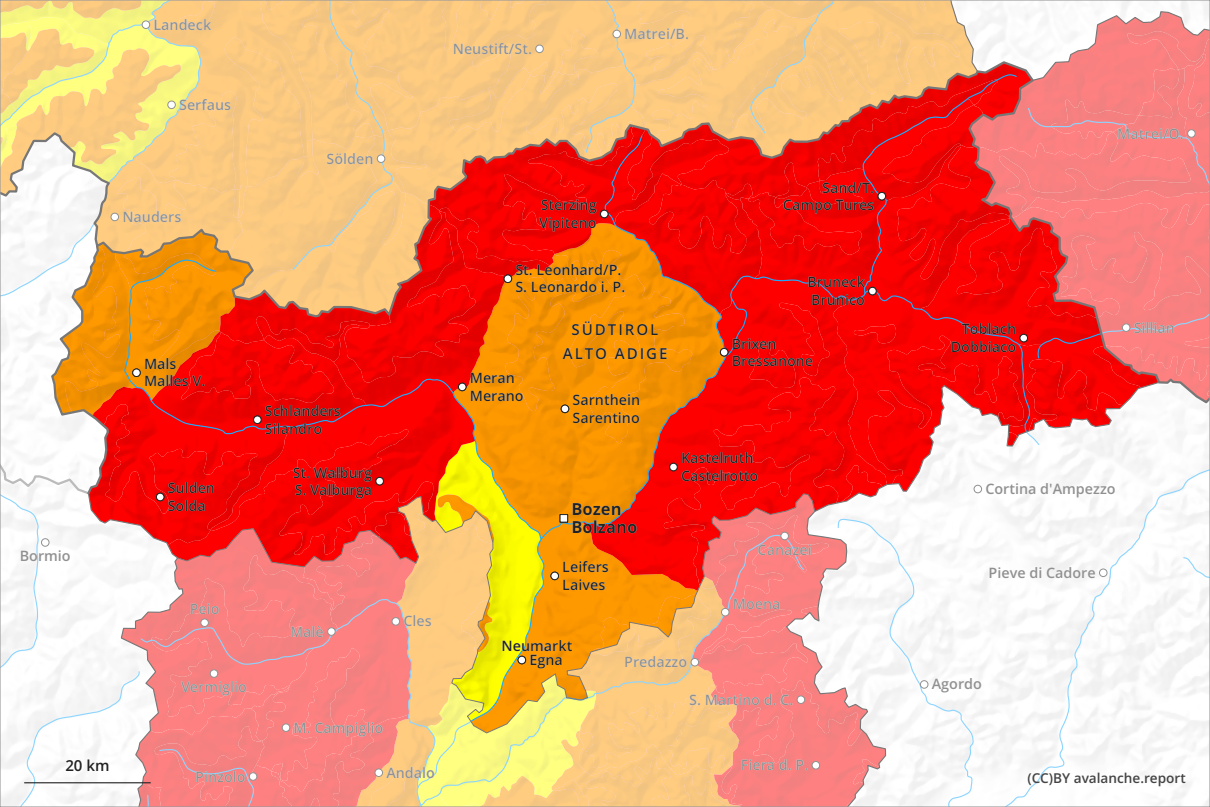 Landeck
Matrei/B.
Neustift/St.
Serfaus
Matrei/O.
Sölden
Sand/T.
Campo Tures
Nauders
Sterzing
Vipiteno
St. Leonhard/P.
S. Leonardo i. P.
Bruneck
Brunico
SÜDTIROL
ALTO ADIGE
Toblach
Dobbiaco
Sillian
Brixen
Bressanone
Mals
Malles V.
Meran
Merano
Sarnthein
Sarentino
Schlanders
Silandro
Kastelruth
Castelrotto
St. Walburg
S. Valburga
Sulden
Solda
Cortina d'Ampezzo
Bozen
Bolzano
Bormio
Canazei
Leifers
Laives
Pieve di Cadore
Peio
Moena
Malé
Cles
Neumarkt
Egna
Predazzo
Vermiglio
Agordo
S. Martino d. C.
M. Campiglio
Fiera d. P.
Pinzolo
Andalo
20 km
(CC)BY avalanche.report